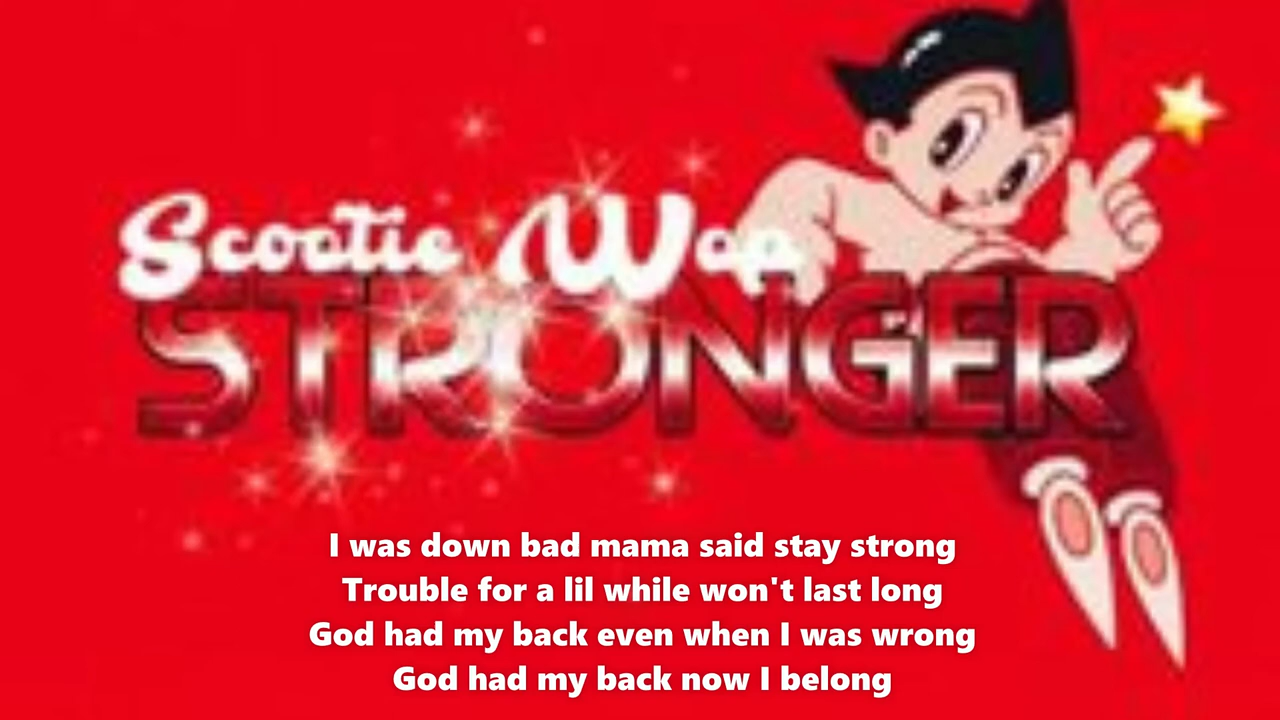 Scootie Wop
STRONGER
I was down bad mama said stay strong
Trouble for a lil while won't last long
God had my back even when I was wrong
God had my back now I belong